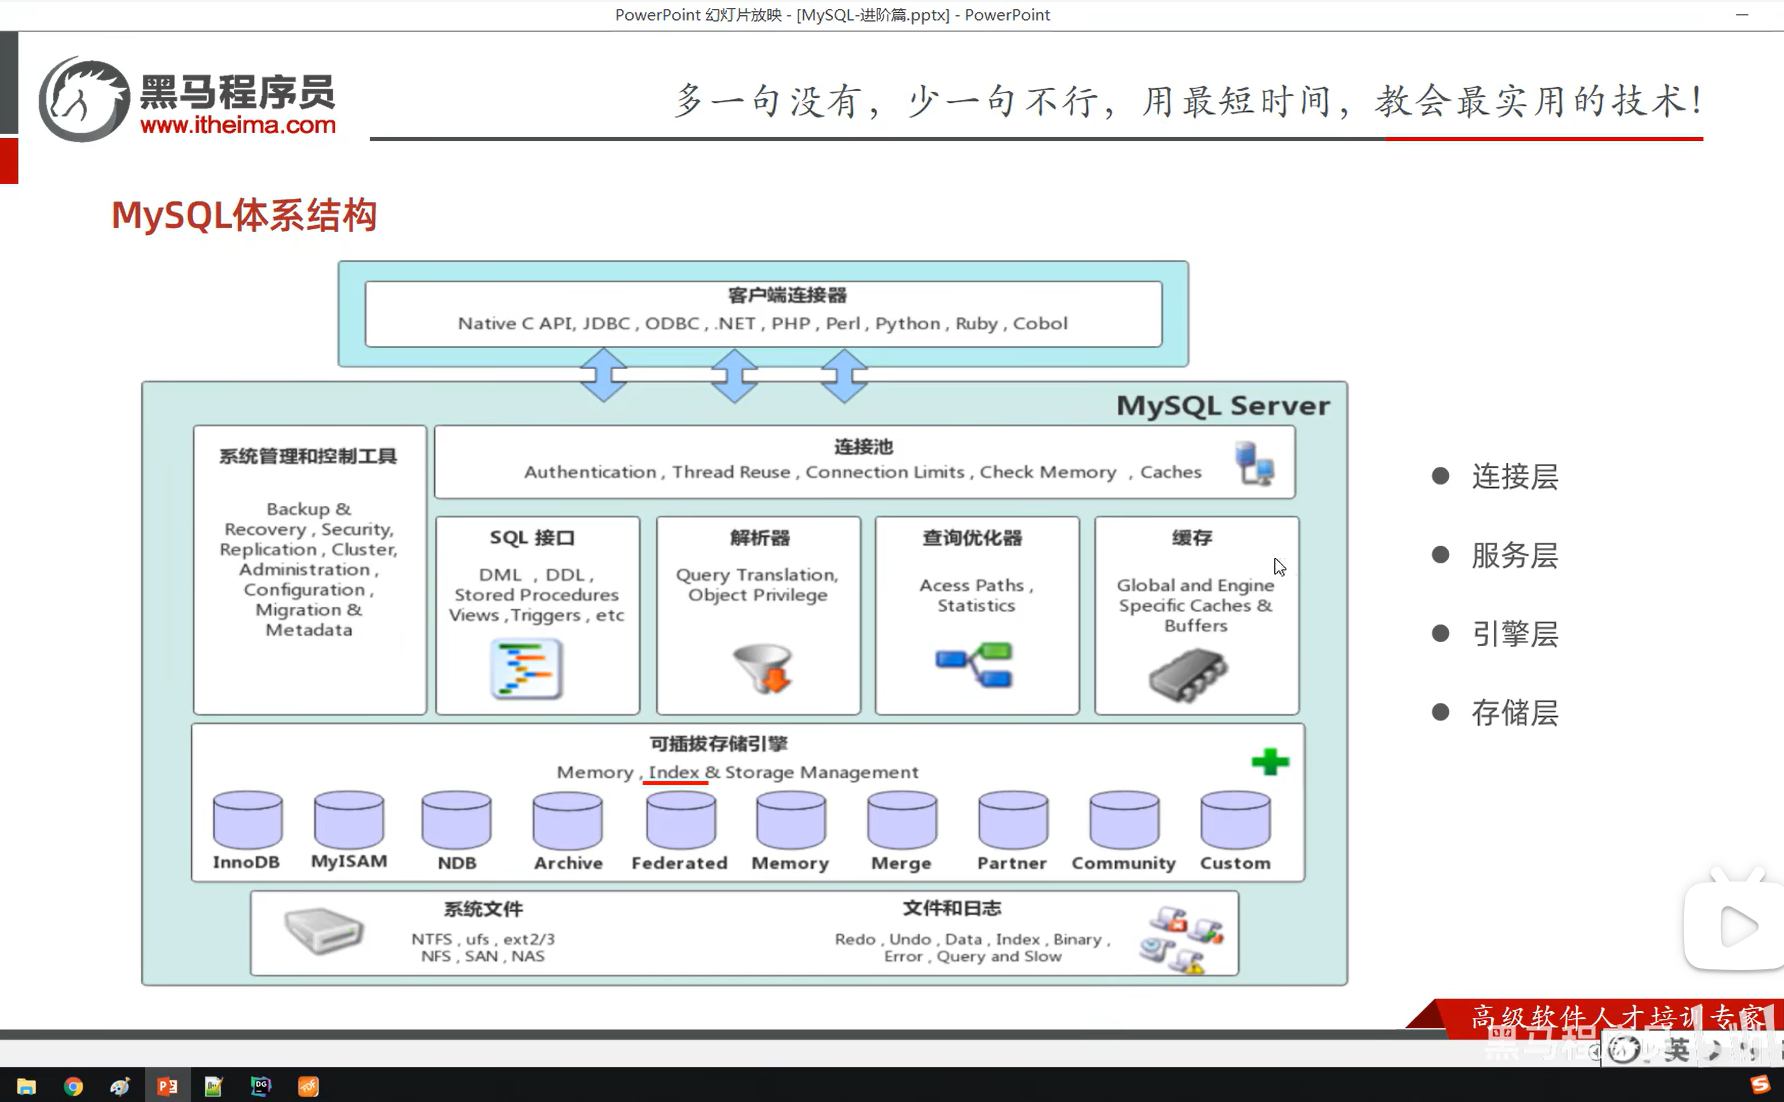 PowerPoint 幻灯片放映 - [MySQL-进阶篇.pptx] - PowerPoint
黑马程序员
www.itheima.com
多一句没有，少一句不行，用最短时间，教会最实用的技术！
MySQL体系结构
客户端连接器
Native C API, JDBC , ODBC , .NET , PHP , Perl , Python , Ruby , Cobol
MySQL Server
系统管理和控制工具
Backup &
Recovery , Security,
Replication , Cluster,
Administration ,
Configuration ,
Migration &
Metadata
连接池
Authentication , Thread Reuse , Connection Limits , Check Memory , Caches
SQL 接口
DML , DDL ,
Stored Procedures
Views ,Triggers , etc
解析器
Query Translation,
Object Privilege
查询优化器
Acess Paths ,
Statistics
缓存
Global and Engine
Specific Caches &
Buffers
可插拔存储引擎
Memory , Index & Storage Management
InnoDB
MyISAM
NDB
Archive
Federated
Memory
Merge
Partner
Community
Custom
系统文件
NTFS , ufs , ext2/3
NFS , SAN , NAS
文件和日志
Redo , Undo , Data , Index , Binary ,
Error , Query and Slow
连接层
服务层
引擎层
存储层
高级软件人才培训专家
英